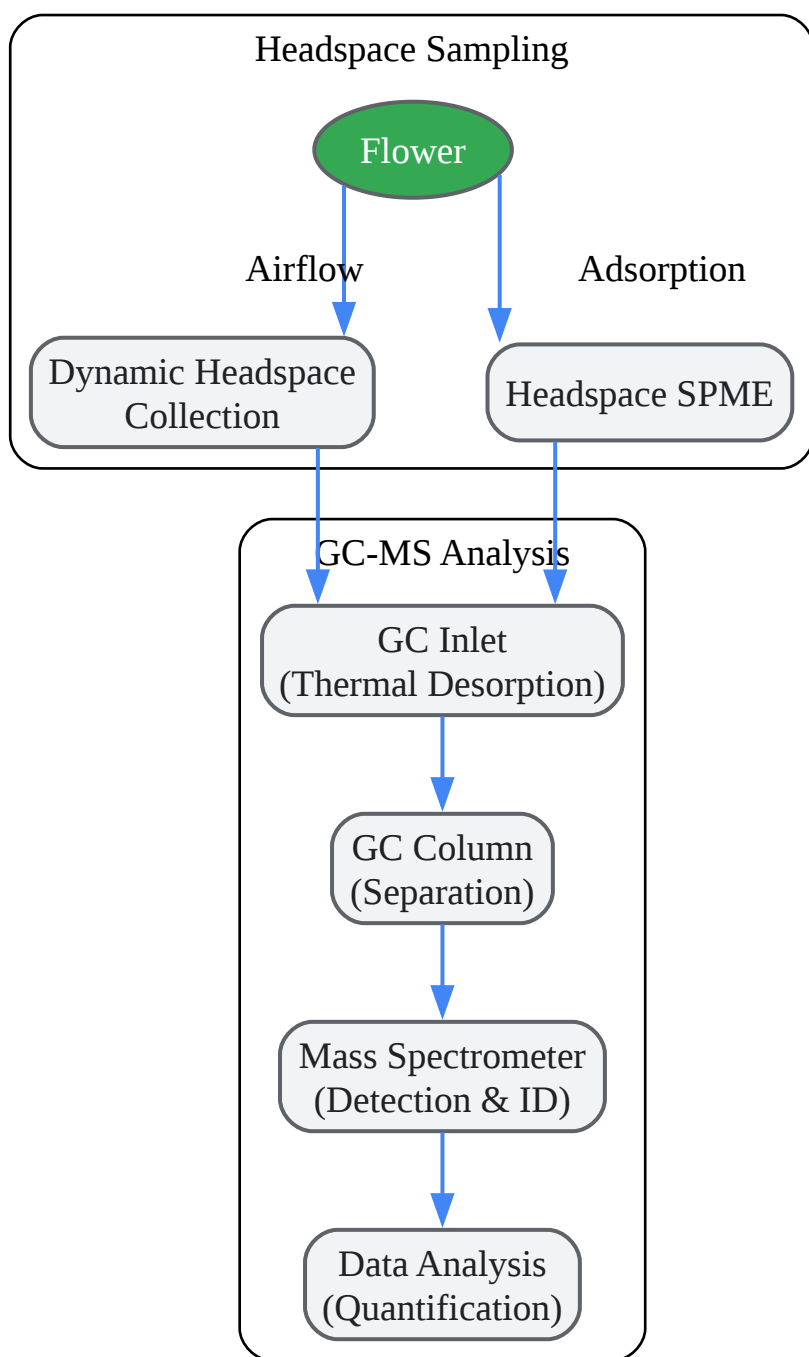 Headspace Sampling
Flower
Airflow
Adsorption
Dynamic Headspace
Collection
Headspace SPME
GC-MS Analysis
GC Inlet
(Thermal Desorption)
GC Column
(Separation)
Mass Spectrometer
(Detection & ID)
Data Analysis
(Quantification)